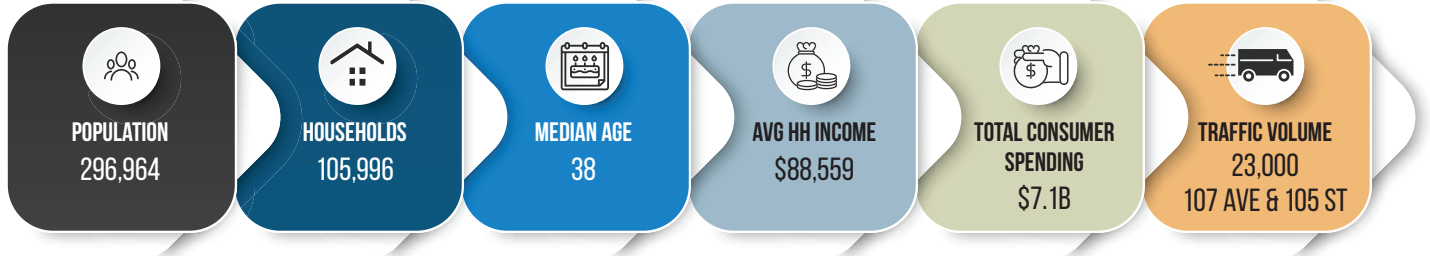 POPULATION
296,964
HOUSEHOLDS
105,996
MEDIAN AGE
38
AVG HH INCOME
$88,559
TOTAL CONSUMER
SPENDING
$7.1B
TRAFFIC VOLUME
23,000
107 AVE & 105 ST